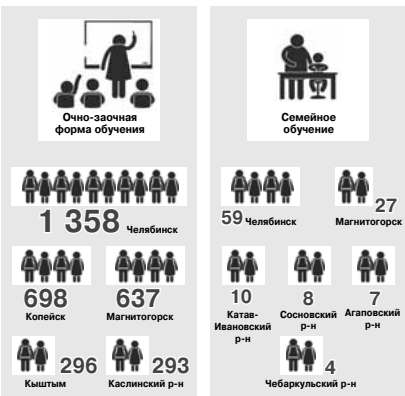 Очно-заочная
форма обучения
1 358 Челябинск
698
Копейск
637
Магнитогорск
296
Кыштым
293
Каслинский р-н
Семейное
обучение
59 Челябинск
27
Магнитогорск
10
Катав-
Ивановский
р-н
8
Сосновский
р-н
7
Агаповский
р-н
4
Чебаркульский р-н